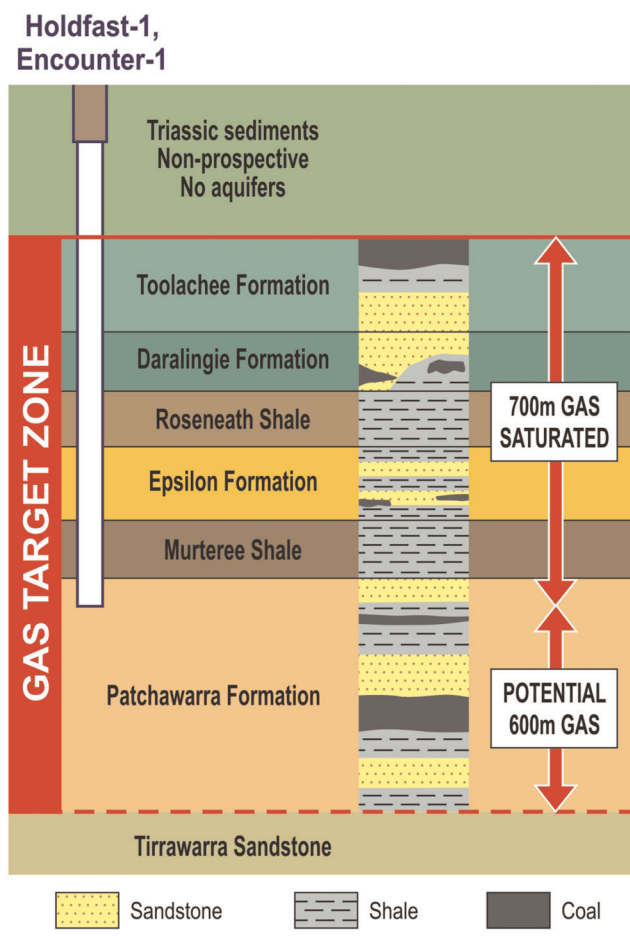 Holdfast-1,
Encounter-1
Triassic sediments
Non-prospective
No aquifers
GAS TARGET ZONE
Toolachee Formation
Daralingie Formation
Roseneath Shale
Epsilon Formation
Murteree Shale
Patchawarra Formation
700m GAS
SATURATED
POTENTIAL
600m GAS
Tirrawarra Sandstone
Sandstone
Shale
Coal